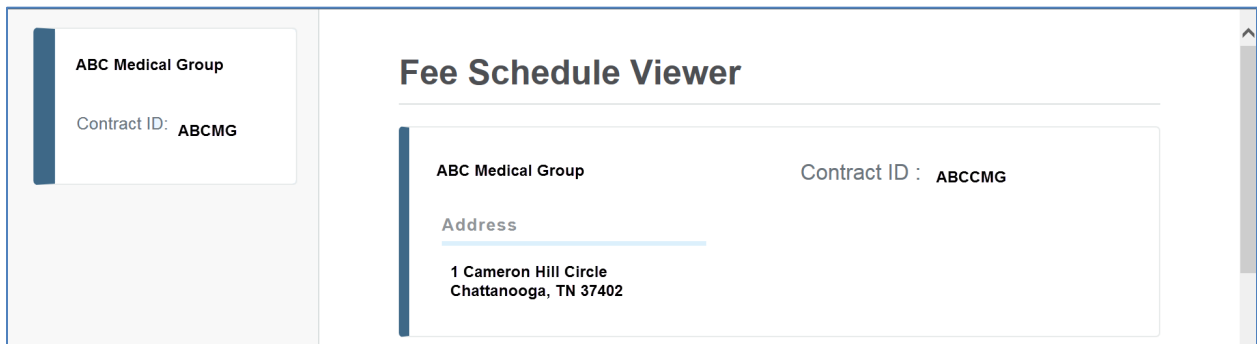 ABC Medical Group
Contract ID: ABCMG
Fee Schedule Viewer
ABC Medical Group
Contract ID : ABCCMG
Address
1 Cameron Hill Circle
Chattanooga, TN 37402